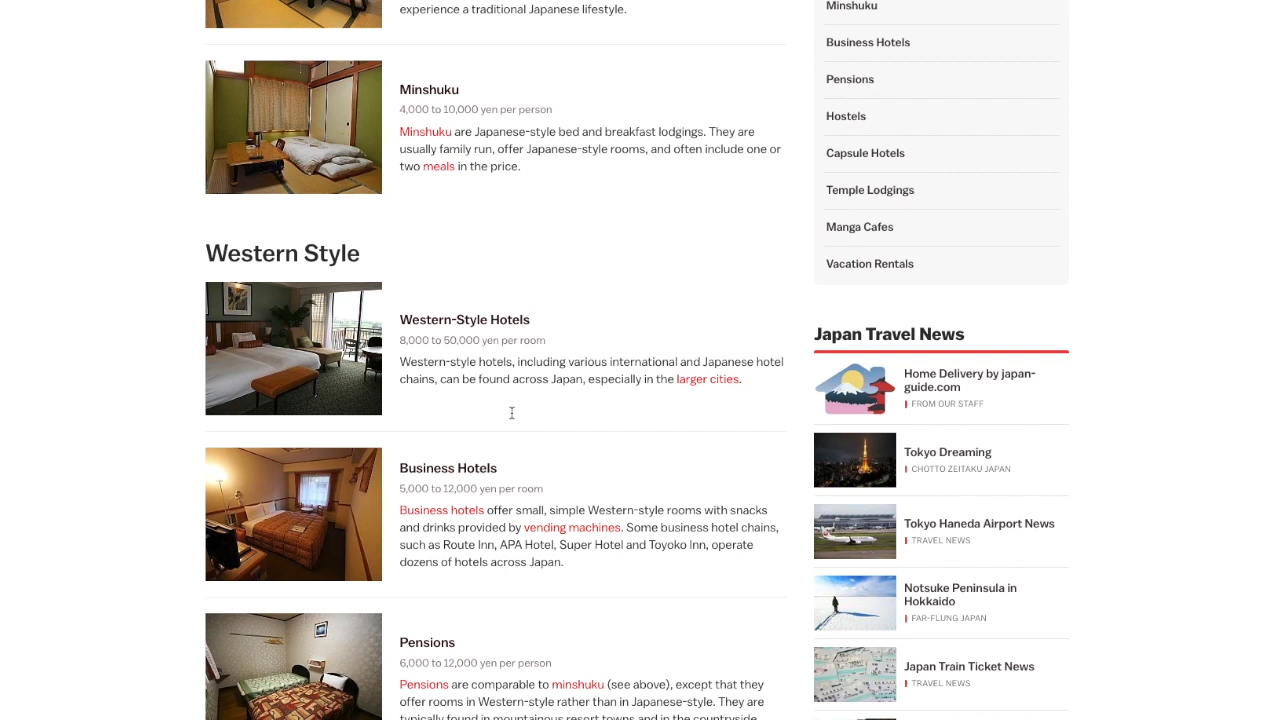 experience a traditional Japanese lifestyle.
Minshuku
4,000 to 10,000 yen per person
Minshuku are Japanese-style bed and breakfast lodgings. They are
usually family run, offer Japanese-style rooms, and often include one or
two meals in the price.
Western Style
Western-Style Hotels
8,000 to 50,000 yen per room
Western-style hotels, including various international and Japanese hotel
chains, can be found across Japan, especially in the larger cities.
Business Hotels
5,000 to 12,000 yen per room
Business hotels offer small, simple Western-style rooms with snacks
and drinks provided by vending machines. Some business hotel chains,
such as Route Inn, APA Hotel, Super Hotel and Toyoko Inn, operate
dozens of hotels across Japan.
Pensions
6,000 to 12,000 yen per person
Pensions are comparable to minshuku (see above), except that they
offer rooms in Western-style rather than in Japanese-style. They are
typically found in mountainous resort towns and in the countryside.
Minshuku
Business Hotels
Pensions
Hostels
Capsule Hotels
Temple Lodgings
Manga Cafes
Vacation Rentals
Japan Travel News
Home Delivery by japan-
guide.com
FROM OUR STAFF
Tokyo Dreaming
CHOTTO ZEITAKU JAPAN
Tokyo Haneda Airport News
TRAVEL NEWS
Notsuke Peninsula in
Hokkaido
FAR-FLUNG JAPAN
Japan Train Ticket News
TRAVEL NEWS